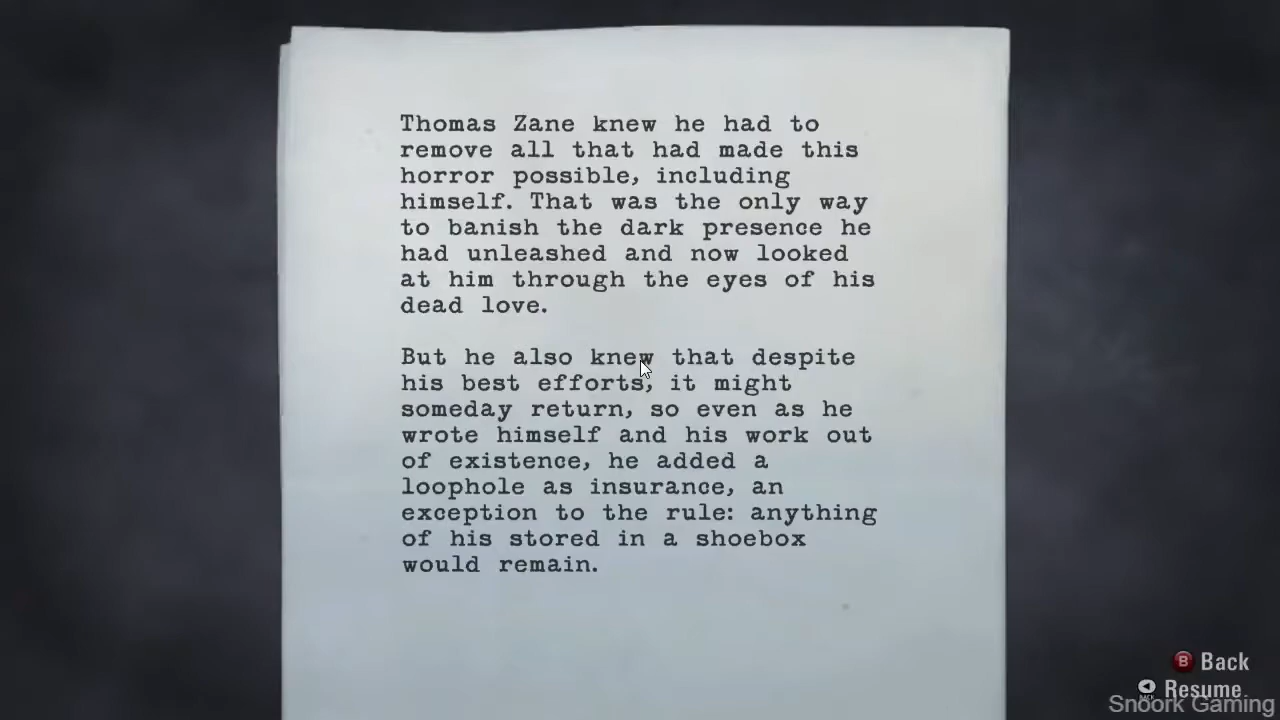 Thomas Zane knew he had to
remove all that had made this
horror possible, including
himself. That was the only way
to banish the dark presence he
had unleashed and now looked
at him through the eyes of his
dead love.
But he also knew that despite
his best efforts, it might
someday return, so even as he
wrote himself and his work out
of existence, he added a
loophole as insurance, an
exception to the rule: anything
of his stored in a shoebox
would remain.
B Back
BACK Resume
Snoork Gaming